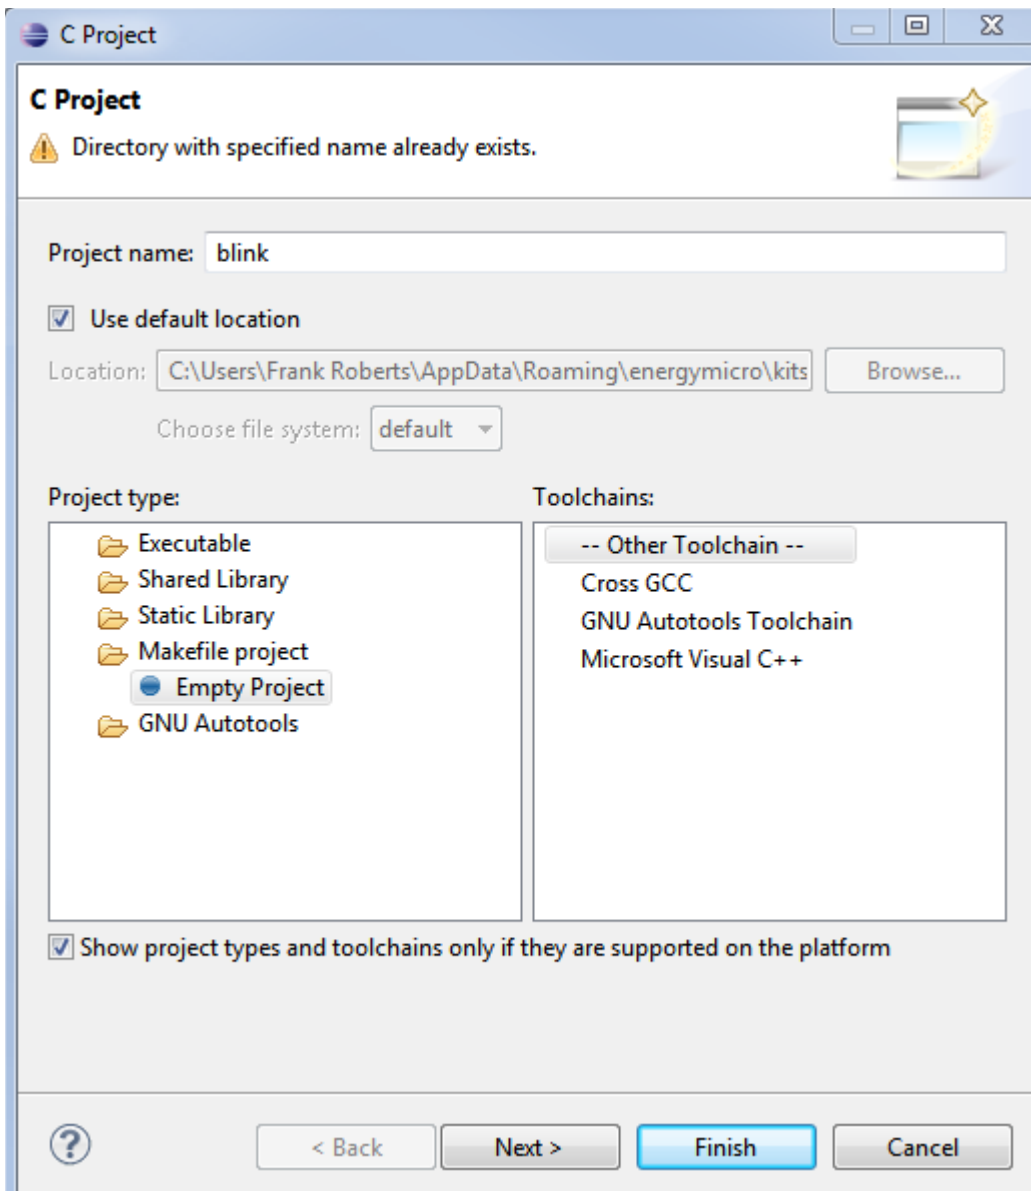 C Project
C Project
Directory with specified name already exists.
Project name: blink
Use default location
Location: C:\Users\Frank Roberts\AppData\Roaming\energymicro\kits Browse...
Choose file system: default
Project type: Toolchains:
Executable -- Other Toolchain --
Shared Library Cross GCC
Static Library GNU Autotools Toolchain
Makefile project Microsoft Visual C++
Empty Project
GNU Autotools
Show project types and toolchains only if they are supported on the platform
? < Back Next > Finish Cancel